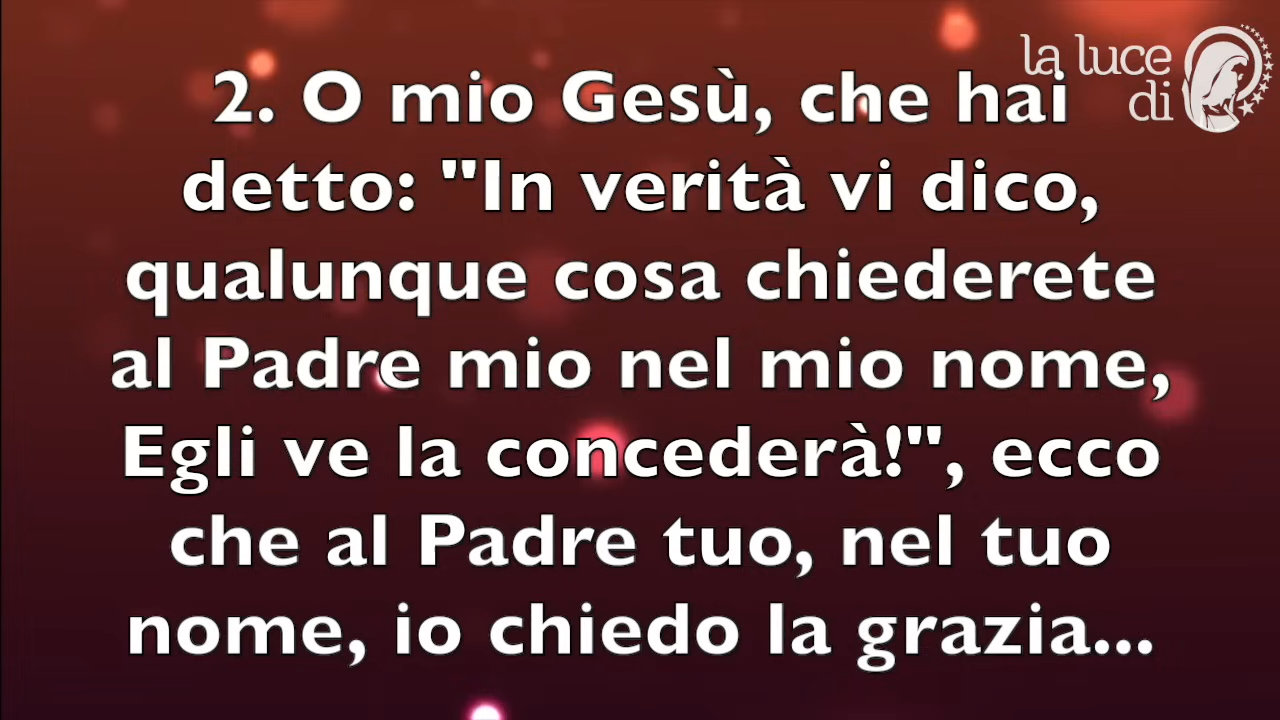 la luce
di
2. O mio Gesù, che hai
detto: "In verità vi dico,
qualunque cosa chiederete
al Padre mio nel mio nome,
Egli ve la concederà!", ecco
che al Padre tuo, nel tuo
nome, io chiedo la grazia...